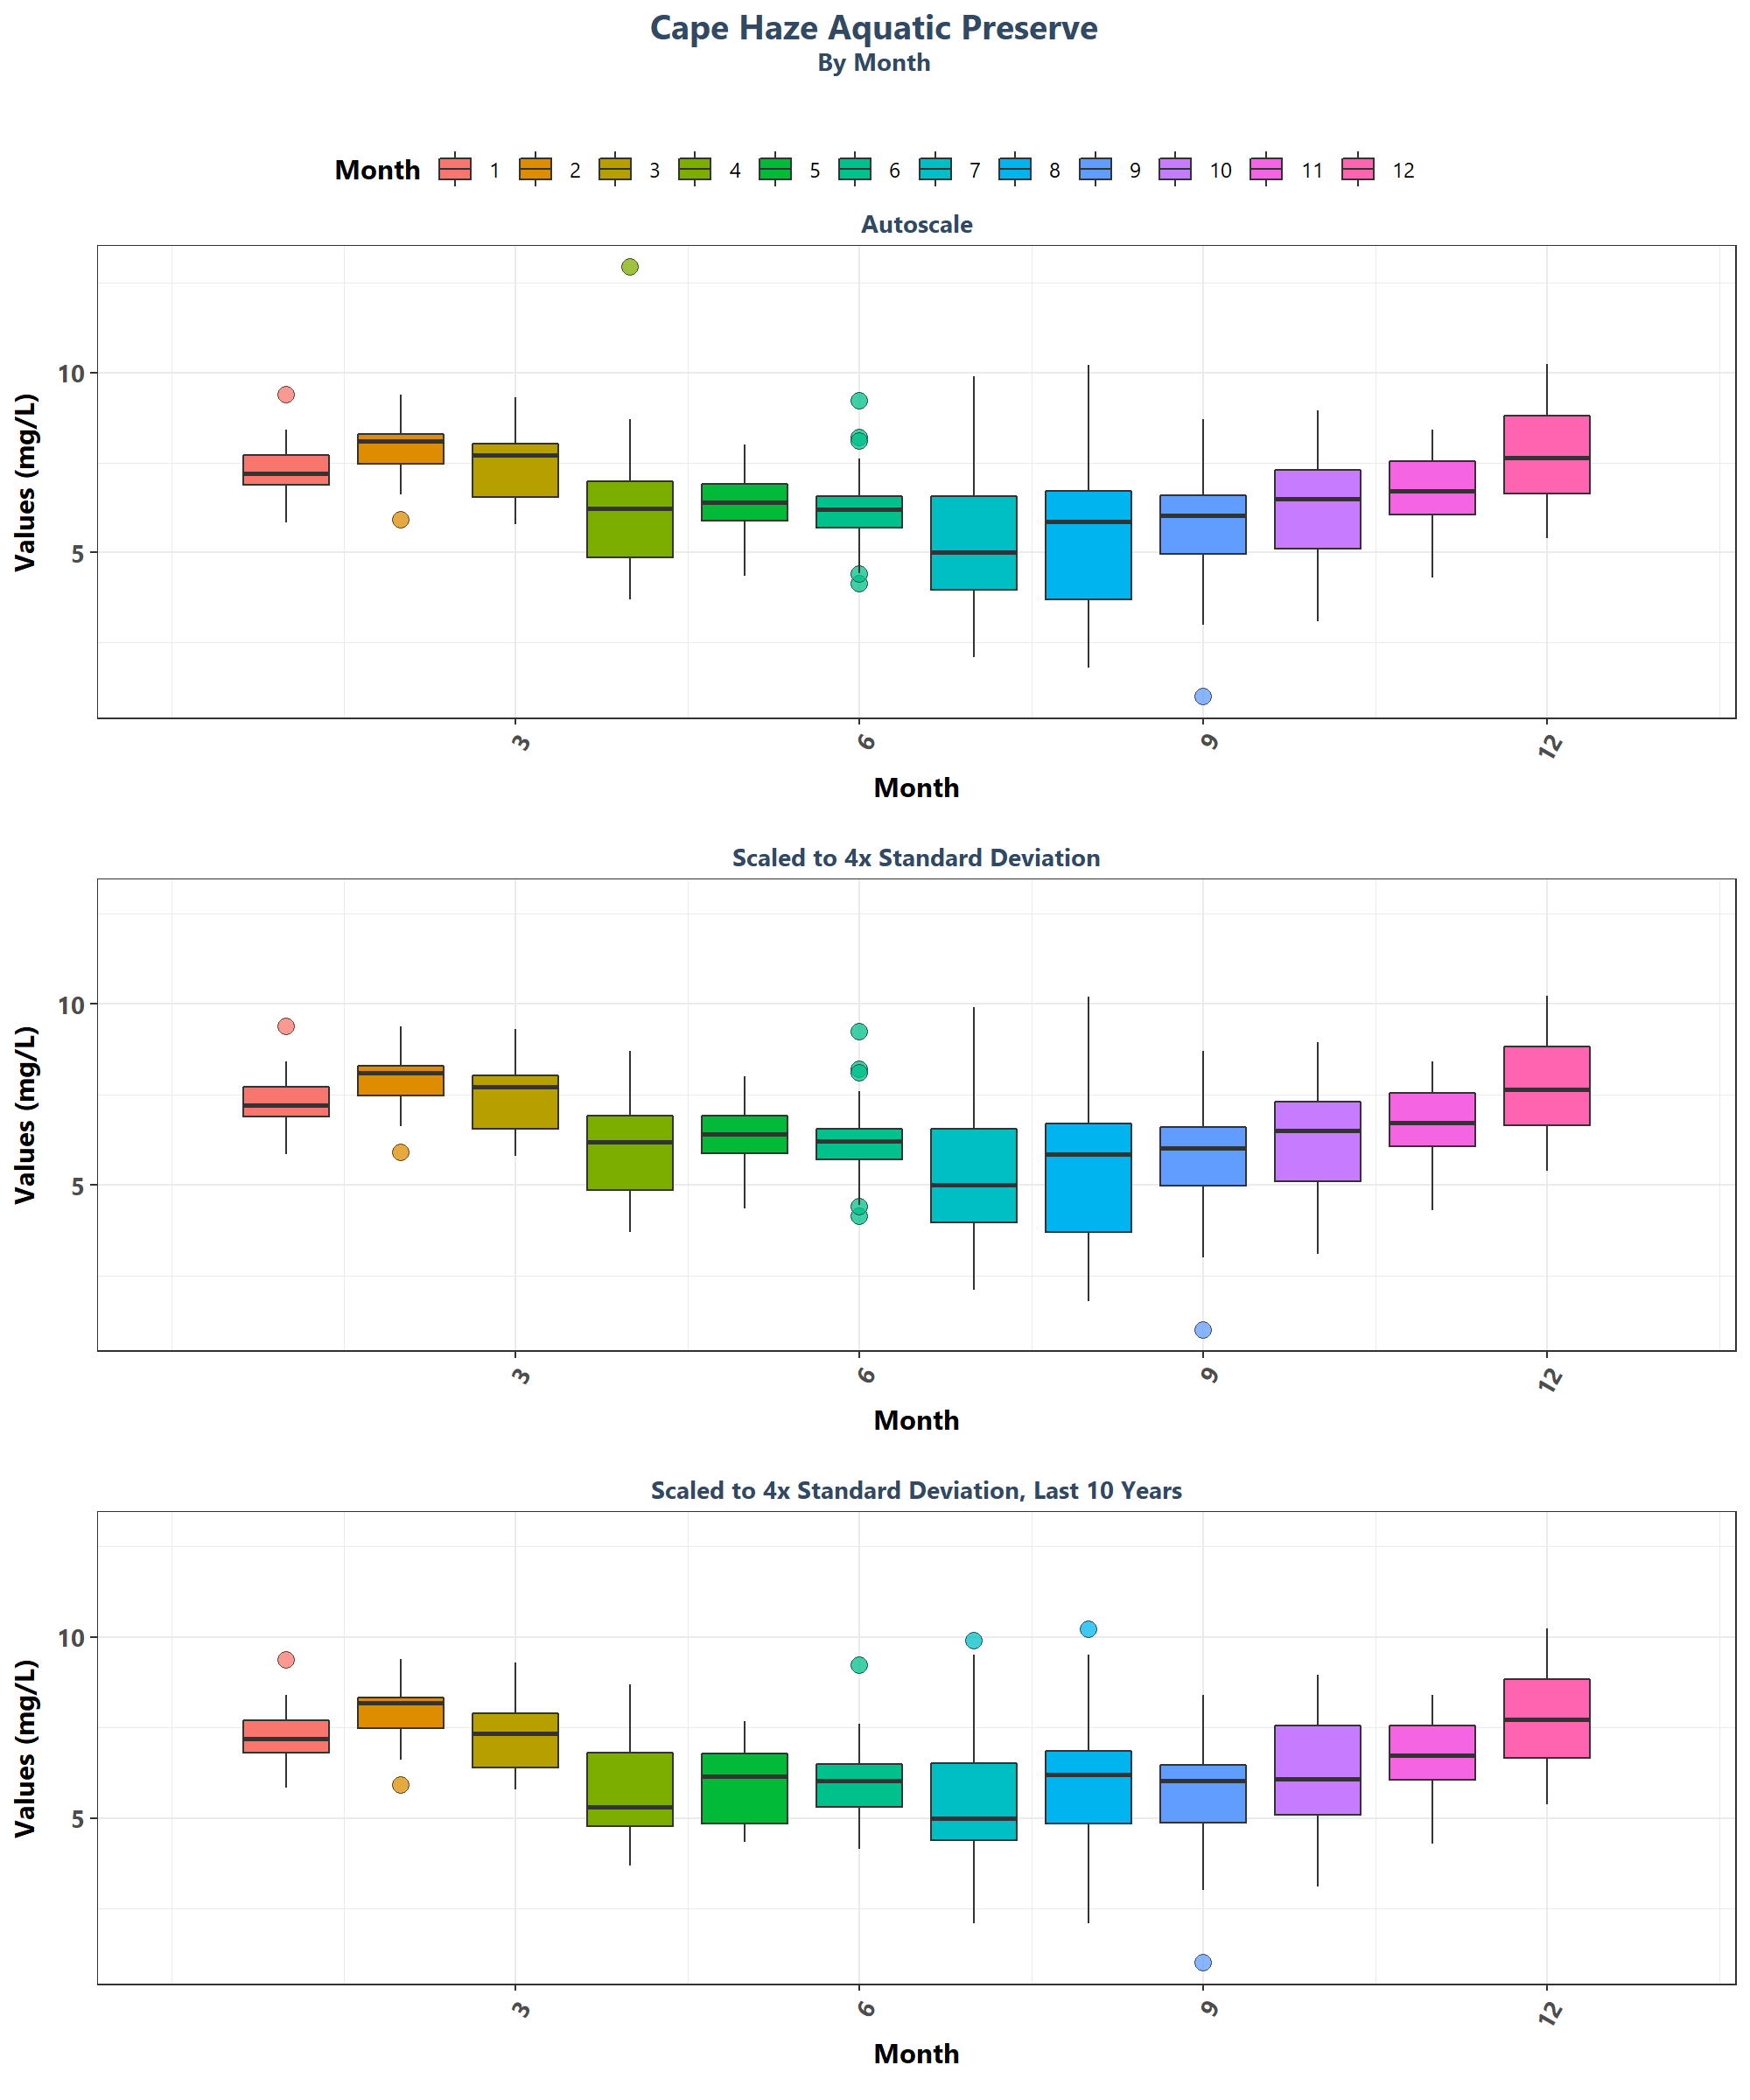 Cape Haze Aquatic Preserve
By Month
Month 1 2 3 4 5 6 7 8 9 10 11 12
Autoscale
Values (mg/L)
10
5
3 6 9 12
Month
Scaled to 4x Standard Deviation
Values (mg/L)
10
5
3 6 9 12
Month
Scaled to 4x Standard Deviation, Last 10 Years
Values (mg/L)
10
5
3 6 9 12
Month